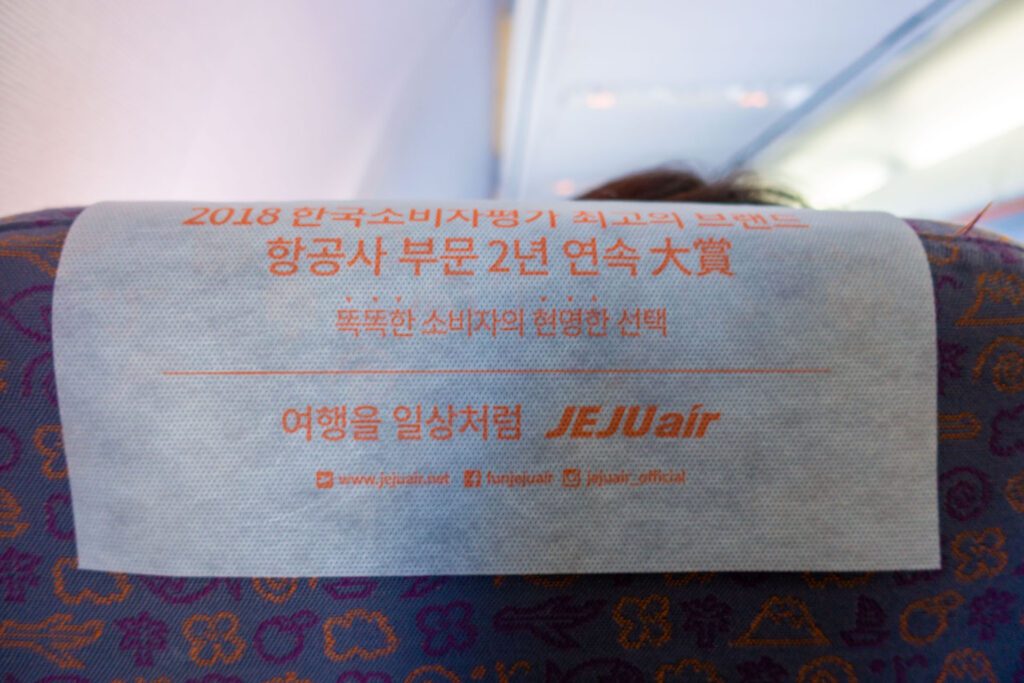 2018 한국소비자평가 최고의 브랜드
항공사 부문 2년 연속 大賞
똑똑한 소비자의 현명한 선택
여행을 일상처럼 JEJUair
www.jejuair.net funjejuair jejuair_official